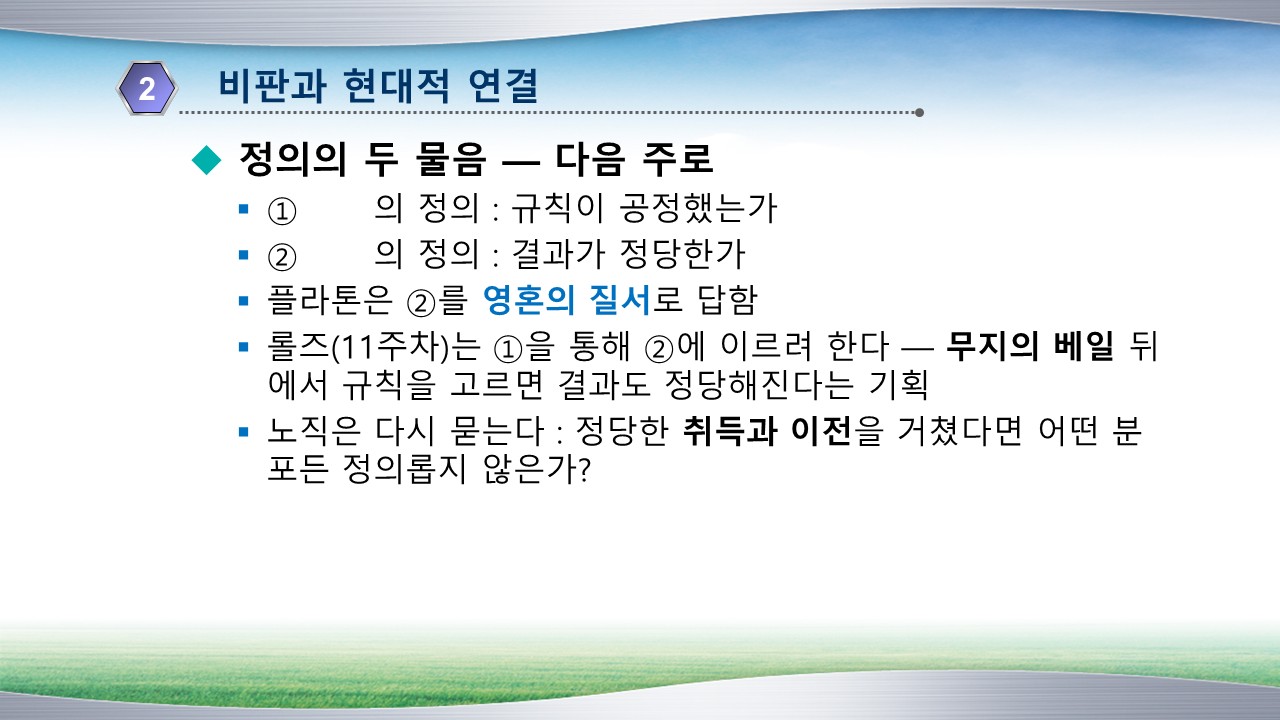 2
비판과 현대적 연결
정의의 두 물음 — 다음 주로
① 의 정의 : 규칙이 공정했는가
② 의 정의 : 결과가 정당한가
플라톤은 ②를 영혼의 질서로 답함
롤즈(11주차)는 ①을 통해 ②에 이르려 한다 — 무지의 베일 뒤
에서 규칙을 고르면 결과도 정당해진다는 기획
노직은 다시 묻는다 : 정당한 취득과 이전을 거쳤다면 어떤 분
포든 정의롭지 않은가?